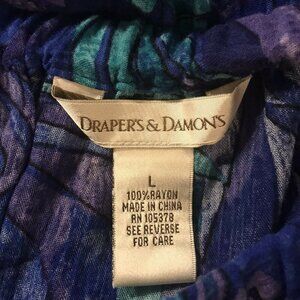 DRAPER'S & DAMON'S
L
100% RAYON
MADE IN CHINA
RN 105378
SEE REVERSE
FOR CARE